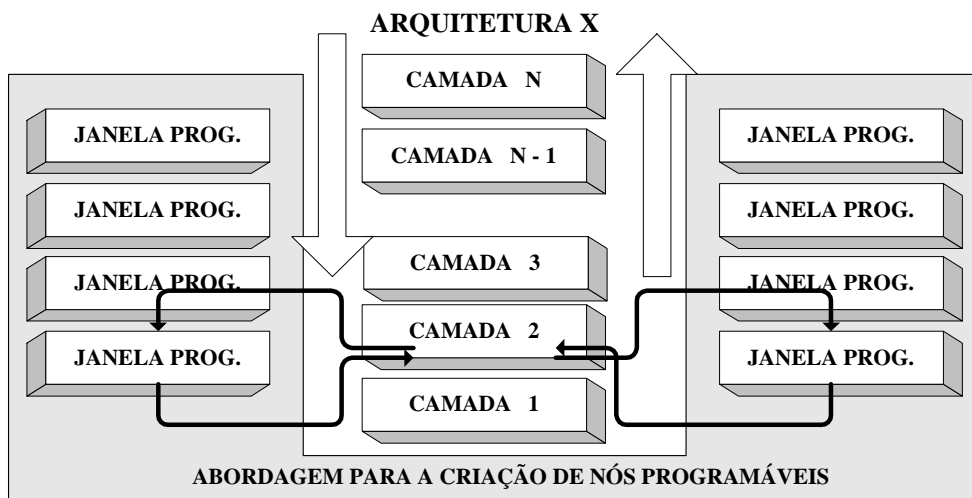 ARQUITETURA X
CAMADA N
CAMADA N - 1
CAMADA 3
CAMADA 2
CAMADA 1
JANELA PROG.
JANELA PROG.
JANELA PROG.
JANELA PROG.
JANELA PROG.
JANELA PROG.
JANELA PROG.
JANELA PROG.
ABORDAGEM PARA A CRIAÇÃO DE NÓS PROGRAMÁVEIS